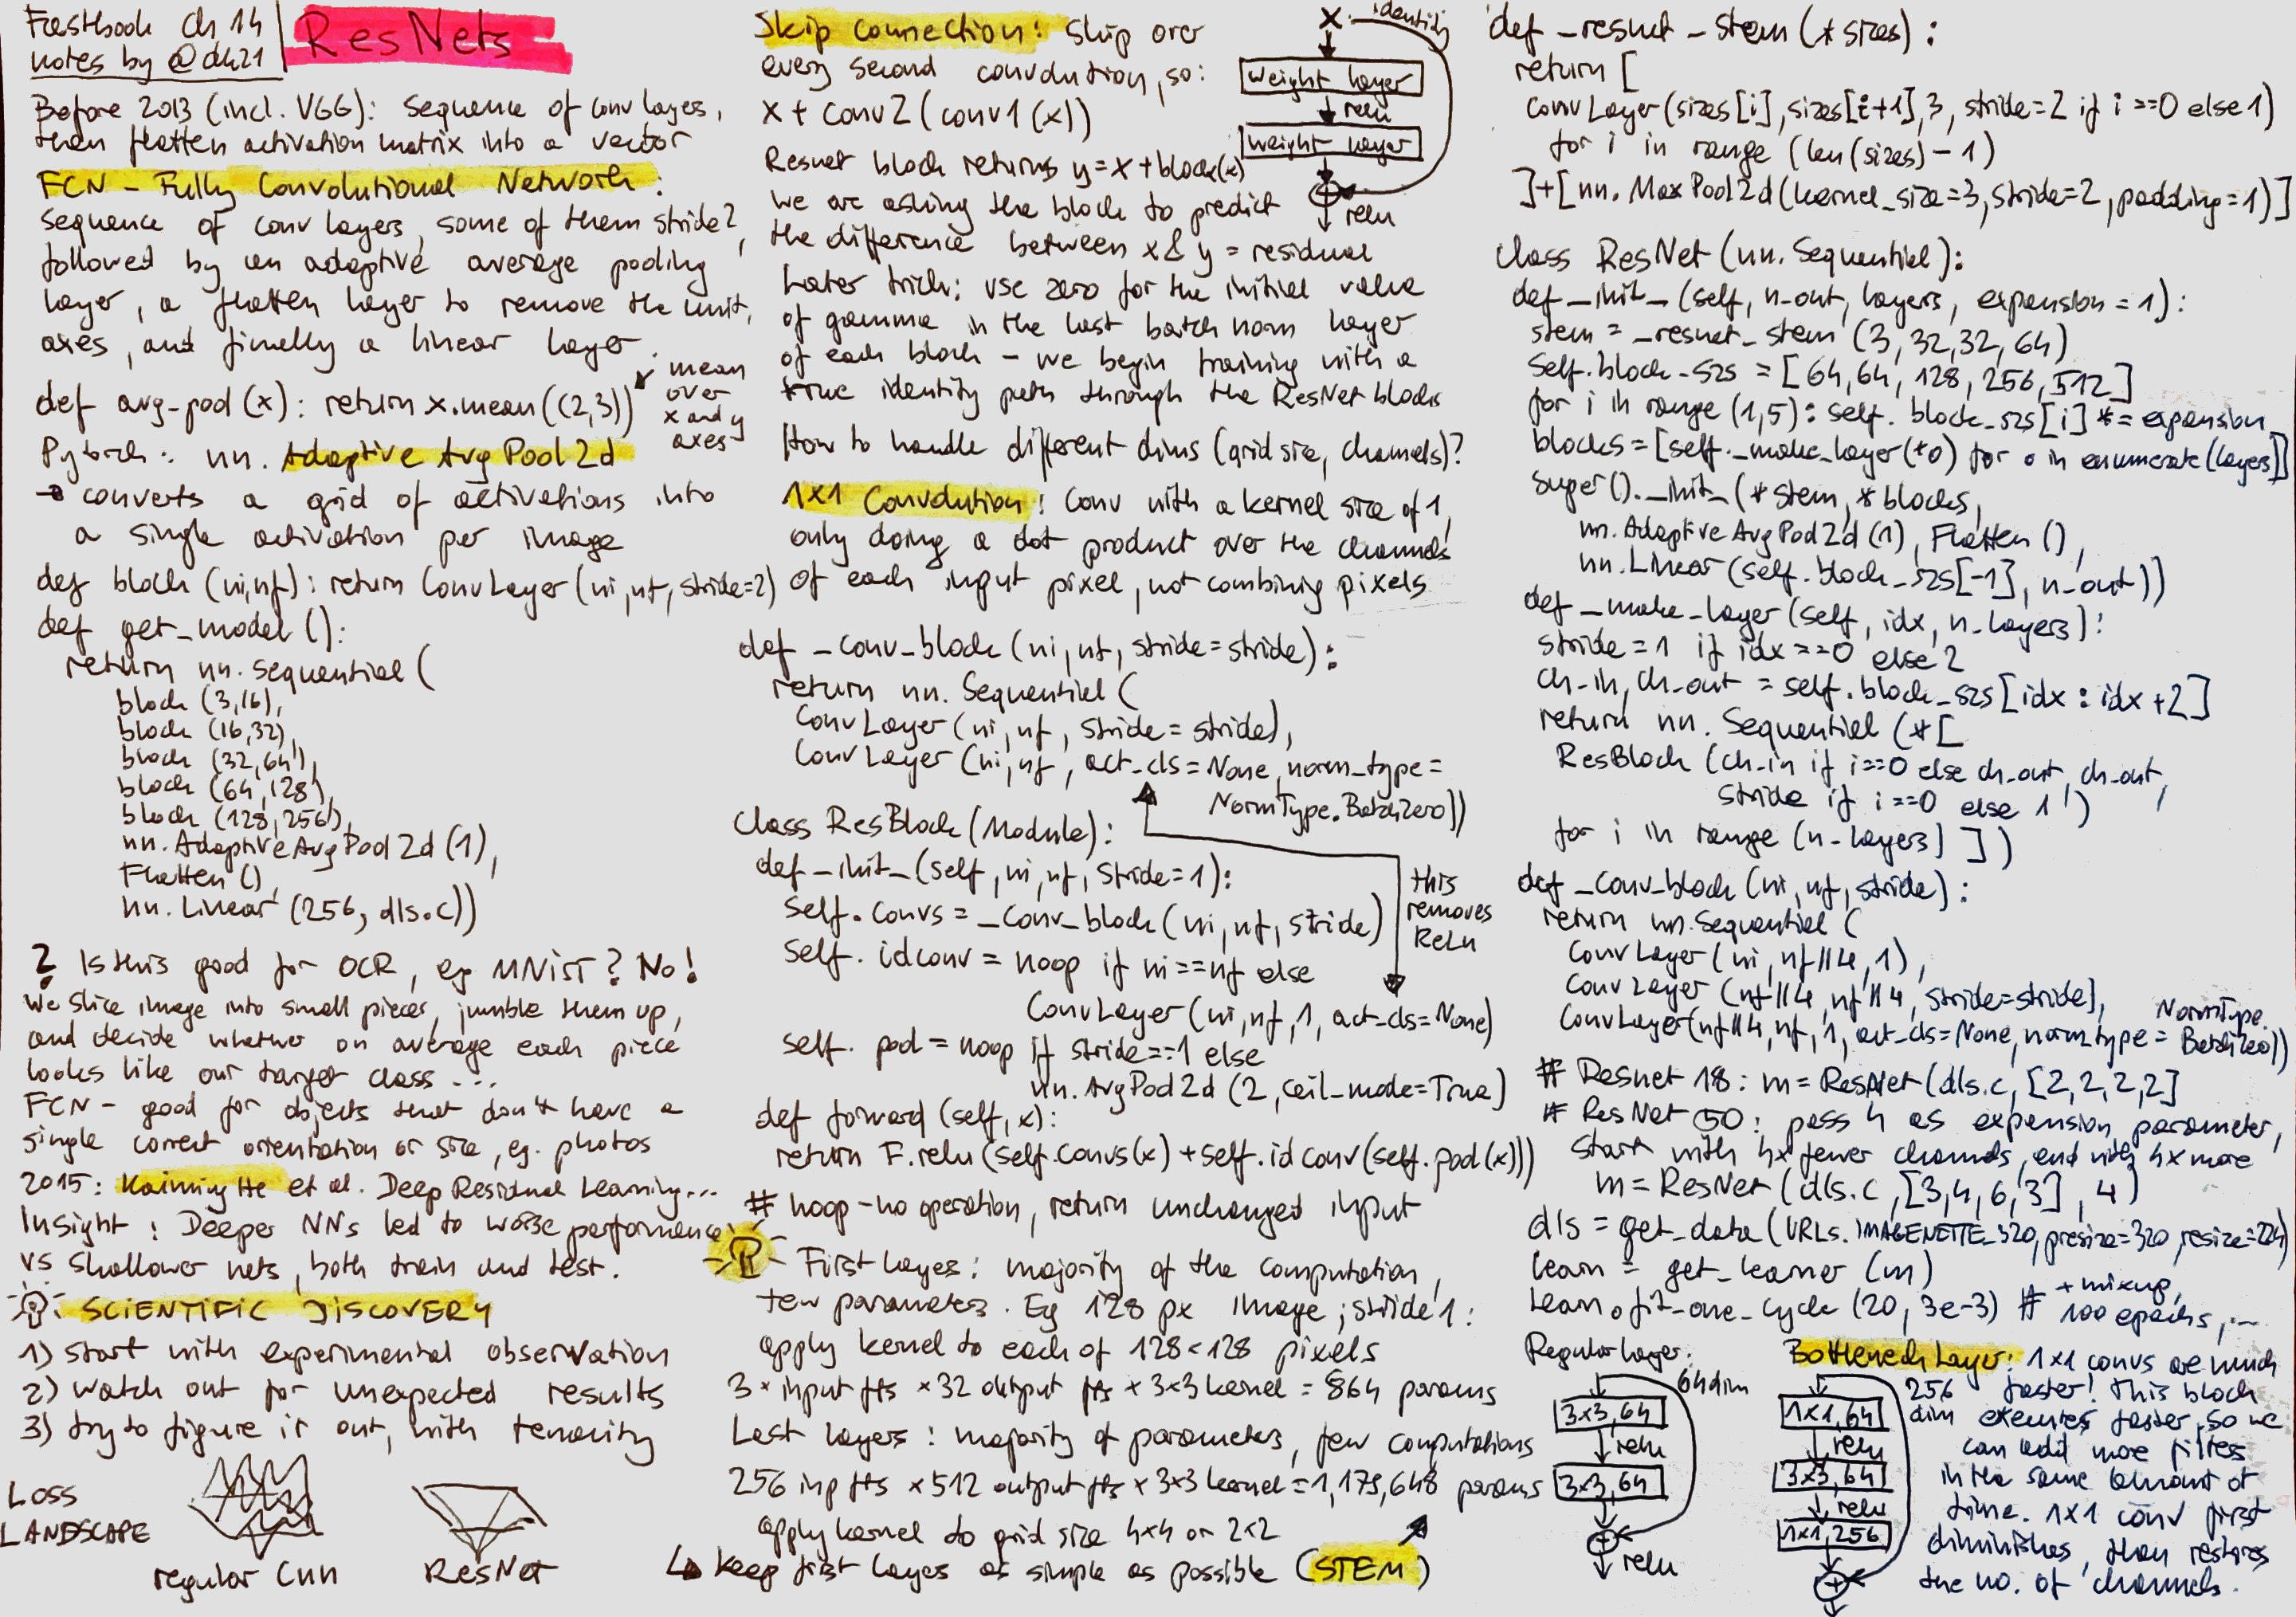 Fastbook Ch 14
notes by @dk21
ResNets
Before 2013 (incl. VGG): Sequence of conv layers,
then flatten activation matrix into a vector
FCN - Fully Convolutional Network:
sequence of conv layers, some of them stride 2,
followed by an adaptive average pooling
layer, a flatten layer to remove the unit
axes, and finally a linear layer.
def avg_pool(x): return x.mean((2,3))
mean
over
x and y
axes
Pytorch: nn.AdaptiveAvgPool2d
→ converts a grid of activations into
a single activation per image
def block(ni,nf): return ConvLayer(ni,nf,stride=2)
def get_model():
return nn.Sequential(
block(3,16),
block(16,32),
block(32,64),
block(64,128),
block(128,256),
nn.AdaptiveAvgPool2d(1),
Flatten(),
nn.Linear(256, dls.c))
? Is this good for OCR, eg MNIST? No!
We slice image into small pieces, jumble them up,
and decide whether on average each piece
looks like our target class ...
FCN - good for objects that don't have a
single correct orientation or size, eg. photos
2015: Kaiming He et al. Deep Residual Learning...
Insight: Deeper NNs led to worse performance
vs shallower nets, both train and test.
SCIENTIFIC DISCOVERY
1) start with experimental observation
2) watch out for unexpected results
3) try to figure it out, with tenacity
LOSS
LANDSCAPE
regular Cnn
ResNet
Skip connection: Skip over
every second convolution, so:
x + conv2(conv1(x))
Resnet block returns y=x+block(x)
We are asking the block to predict
the difference between x & y = residual
Later trick: use zero for the initial value
of gamma in the last batch norm layer
of each block - we begin training with a
true identity path through the ResNet blocks
x
identity
weight layer
relu
weight layer
+
relu
How to handle different dims (grid size, channels)?
1x1 Convolution: Conv with a kernel size of 1,
only doing a dot product over the channels
of each input pixel, not combining pixels
def _conv_block(ni,nf,stride=stride):
return nn.Sequential(
ConvLayer(ni,nf, stride=stride),
ConvLayer(ni,nf, act_cls=None, norm_type=
NormType.BatchZero))
class ResBlock(Module):
def _init_(self,ni,nf,stride=1):
self.convs = _conv_block(ni,nf,stride)
self.idconv = noop if ni==nf else
ConvLayer(ni,nf,1, act_cls=None)
this
removes
ReLu
self.pool = noop if stride==1 else
nn.AvgPool2d(2,ceil_mode=True)
def forward(self,x):
return F.relu(self.convs(x)+self.idconv(self.pool(x)))
# noop - no operation, return unchanged input
First layes: majority of the computation,
few parameters. Eg 128 px image; stride 1:
apply kernel to each of 128×128 pixels
3 × input fts × 32 output fts × 3×3 kernel = 864 params
Last layers: majority of parameters, few computations
256 inp fts × 512 output fts × 3×3 kernel = 1,179,648 params
apply kernel to grid size 4×4 or 2×2
↳ keep first layes as simple as possible (STEM)
def _resnet_stem(*sizes):
return [
ConvLayer(sizes[i],sizes[i+1],3, stride=2 if i==0 else 1)
for i in range (len(sizes)-1)
]+[nn.MaxPool2d(kernel_size=3,stride=2,padding=1)]
class ResNet(nn.Sequential):
def _init_(self, n_out, layers, expansion=1):
stem = _resnet_stem(3,32,32,64)
self.block_szs = [64,64,128,256,512]
for i in range(1,5): self.block_szs[i] *= expansion
blocks=[self._make_layer(*o) for o in enumerate(layers)]
super()._init_(*stem,*blocks,
nn.AdaptiveAvgPool2d(1), Flatten(),
nn.Linear(self.block_szs[-1], n_out))
def _make_layer(self, idx, n_layers):
stride = 1 if idx==0 else 2
ch_in, ch_out = self.block_szs[idx:idx+2]
return nn.Sequential(*[
ResBlock(ch_in if i==0 else ch_out, ch_out,
stride if i==0 else 1)
for i in range(n_layers) ])
def _conv_block(ni,nf,stride):
return nn.Sequential(
ConvLayer(ni,nf//4,1),
ConvLayer(nf//4,nf//4, stride=stride),
ConvLayer(nf//4,nf,1, act_cls=None, norm_type=
NormType.
BatchZero))
# Resnet 18: m=ResNet(dls.c,[2,2,2,2]
# ResNet 50: pass 4 as expansion parameter,
start with 4x fewer channels, end with 4x more
m=ResNet(dls.c,[3,4,6,3],4)
dls = get_data(URLs.IMAGENETTE_320,presize=320,resize=224)
learn = get_learner(m)
learn.fit_one_cycle(20, 3e-3) # 100 epochs,...
+ mixup,
Regular layer:
64 dim
3x3,64
relu
3x3,64
+
relu
Bottleneck Layer: 1x1 convs are much
faster! This block
executes faster, so we
can add more filters
in the same amount of
time. 1x1 conv first
diminishes, then restores
the no. of channels.
256
dim
1x1,64
relu
3x3,64
relu
1x1,256
+